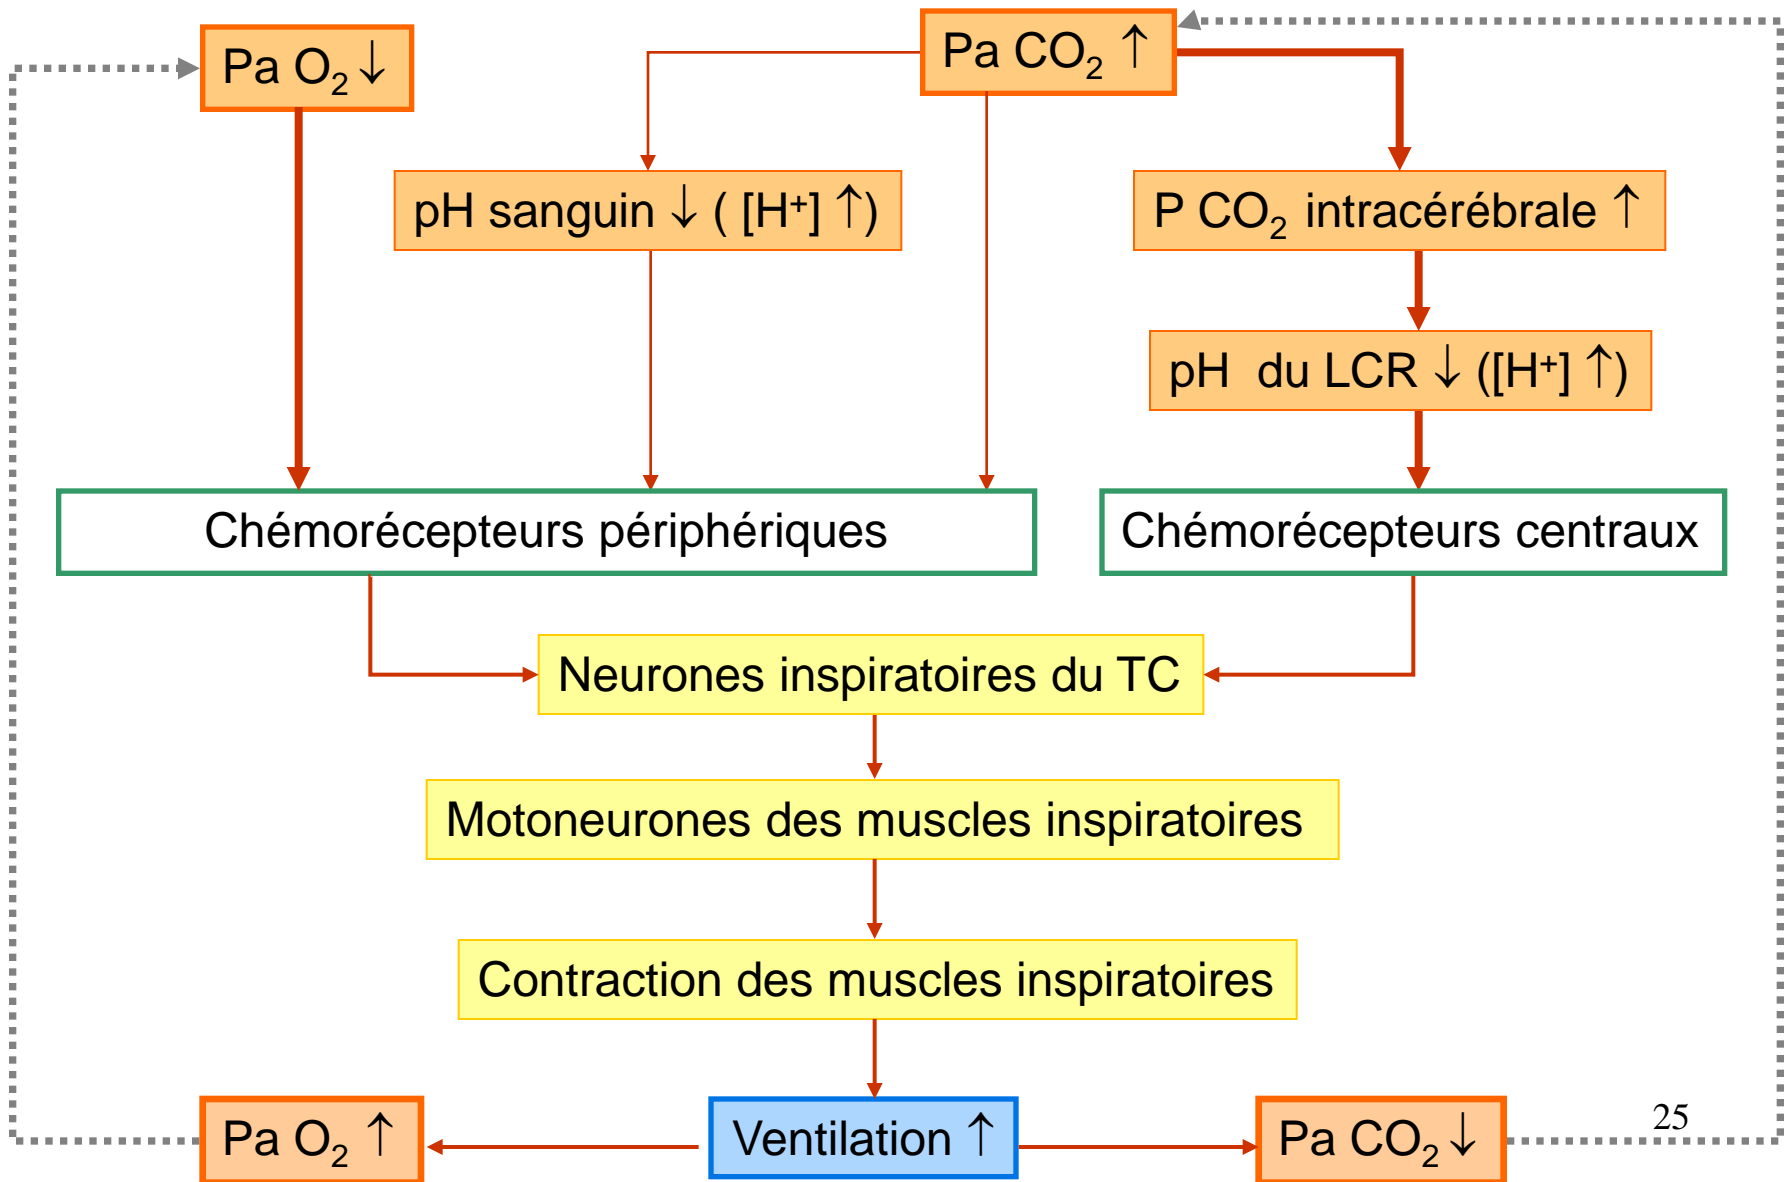 Pa O₂ ↓
Pa CO₂ ↑
pH sanguin ↓ ( [H⁺] ↑)
P CO₂ intracérébrale ↑
pH du LCR ↓ ([H⁺] ↑)
Chémorécepteurs périphériques
Chémorécepteurs centraux
Neurones inspiratoires du TC
Motoneurones des muscles inspiratoires
Contraction des muscles inspiratoires
Pa O₂ ↑
Ventilation ↑
Pa CO₂ ↓
25